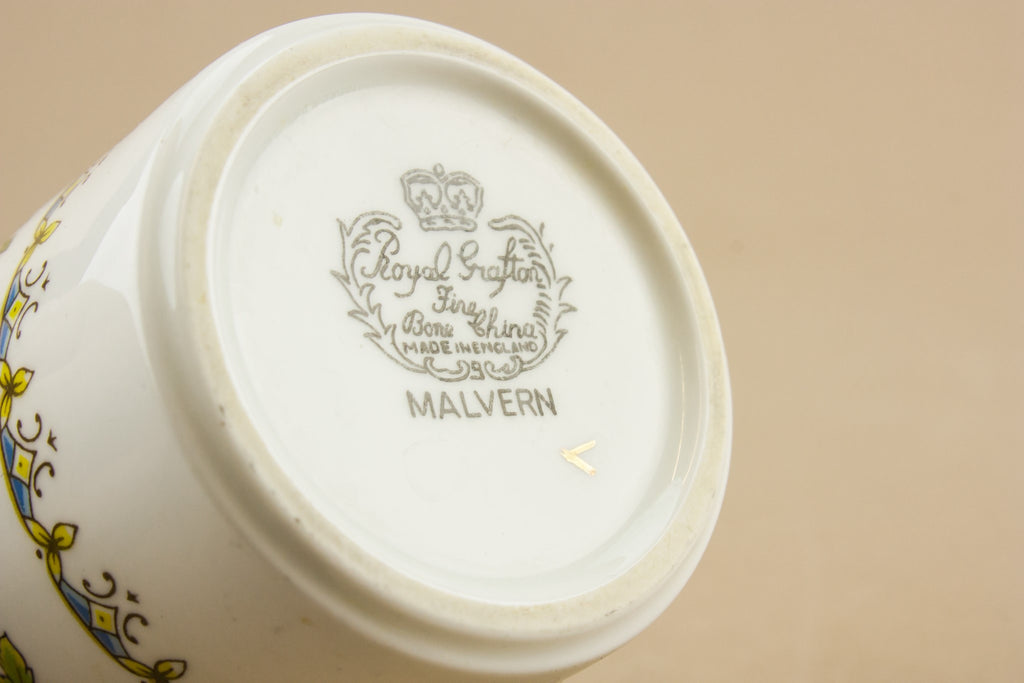 Royal Grafton
Fine
Bone China
MADE IN ENGLAND
MALVERN